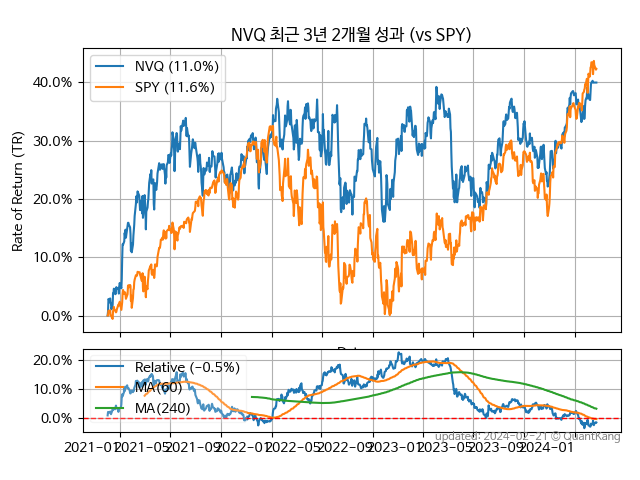 NVQ 최근 3년 2개월 성과 (vs SPY)
NVQ (11.0%)
SPY (11.6%)
Rate of Return (TR)
40.0%
30.0%
20.0%
10.0%
0.0%
Relative (−0.5%)
MA(60)
MA(240)
20.0%
10.0%
0.0%
2021−01 2021−05 2021−09 2022−01 2022−05 2022−09 2023−01 2023−05 2023−09 2024−01
updated: 2024−02−21 © QuantKang